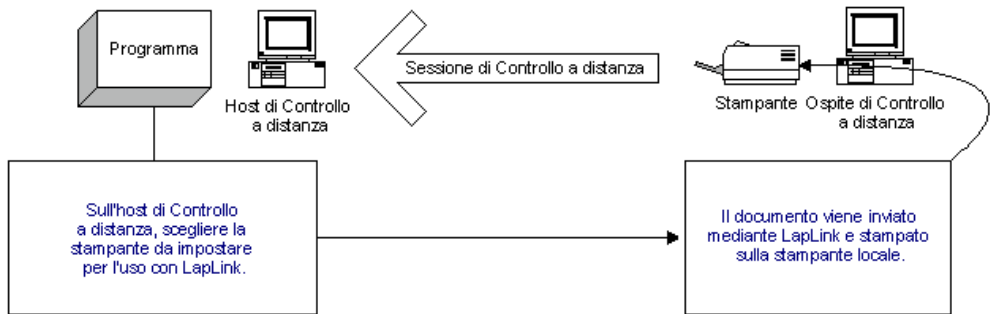 Programma
Host di Controllo
a distanza
Sessione di Controllo a distanza
Stampante
Ospite di Controllo
a distanza
Sull'host di Controllo
a distanza, scegliere la
stampante da impostare
per l'uso con LapLink.
Il documento viene inviato
mediante LapLink e stampato
sulla stampante locale.